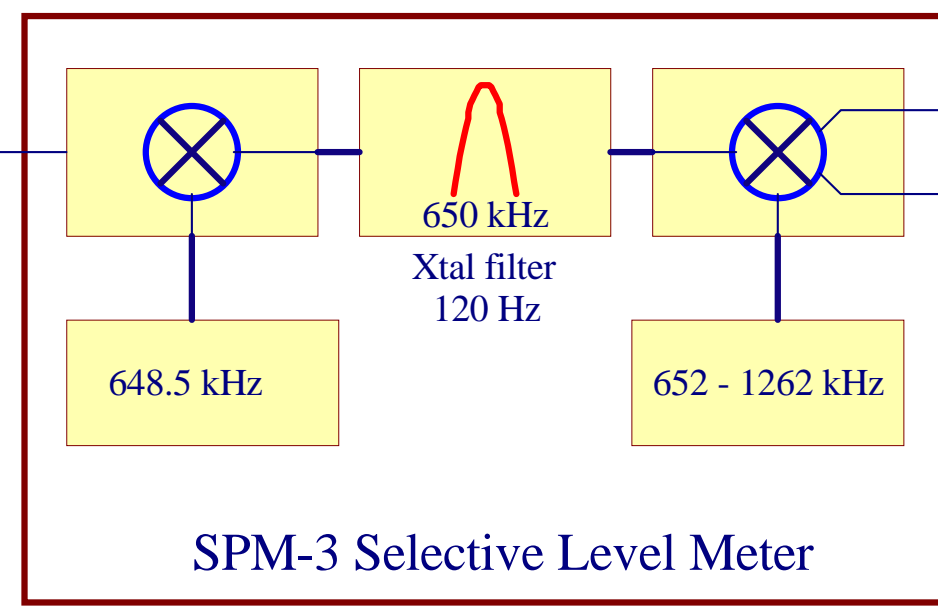 650 kHz
Xtal filter
120 Hz
648.5 kHz
652 - 1262 kHz
SPM-3 Selective Level Meter